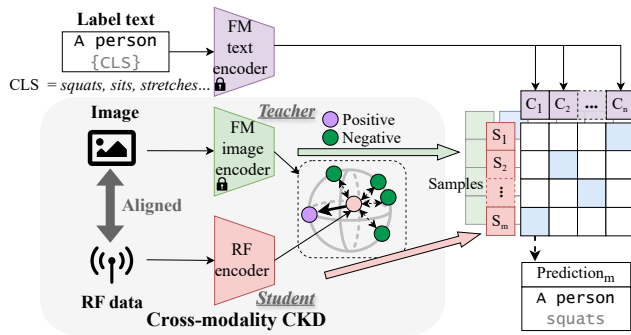 Label text
A person
{CLS}
CLS = squats, sits, stretches...
FM
text
encoder
C1 C2 ... Cn
Image
Teacher
FM
image
encoder
Positive
Negative
Aligned
RF data
RF
encoder
Student
Cross-modality CKD
Samples
S1
S2
⋮
Sm
Predictionm
A person
squats